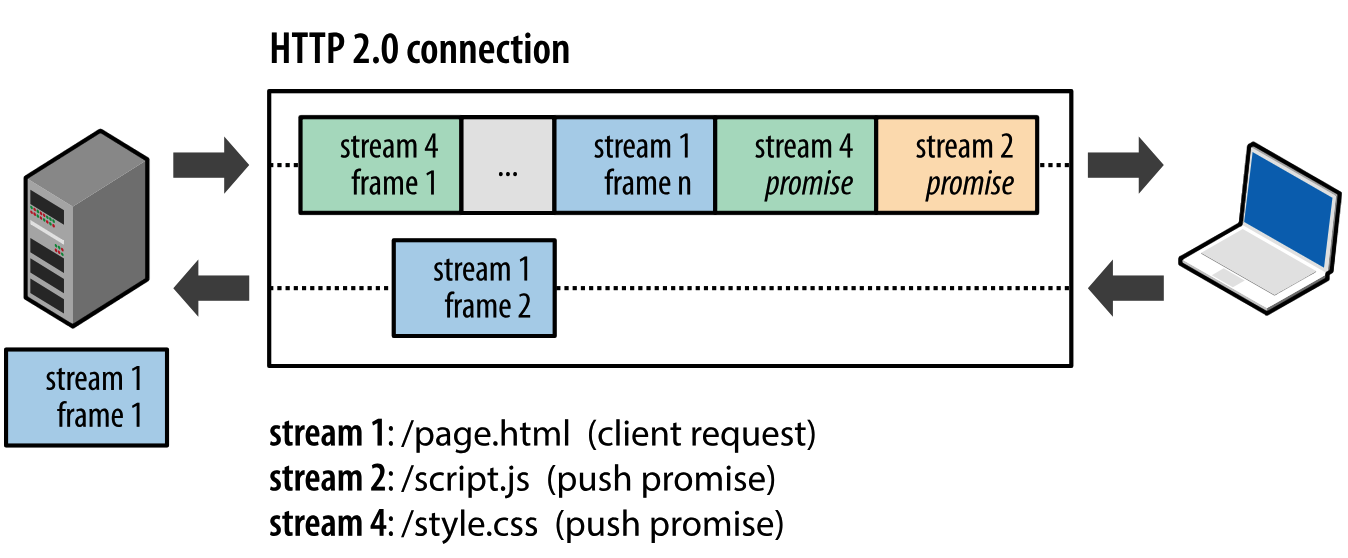 HTTP 2.0 connection
stream 4
frame 1
...
stream 1
frame n
stream 4
promise
stream 2
promise
stream 1
frame 2
stream 1
frame 1
stream 1: /page.html (client request)
stream 2: /script.js (push promise)
stream 4: /style.css (push promise)